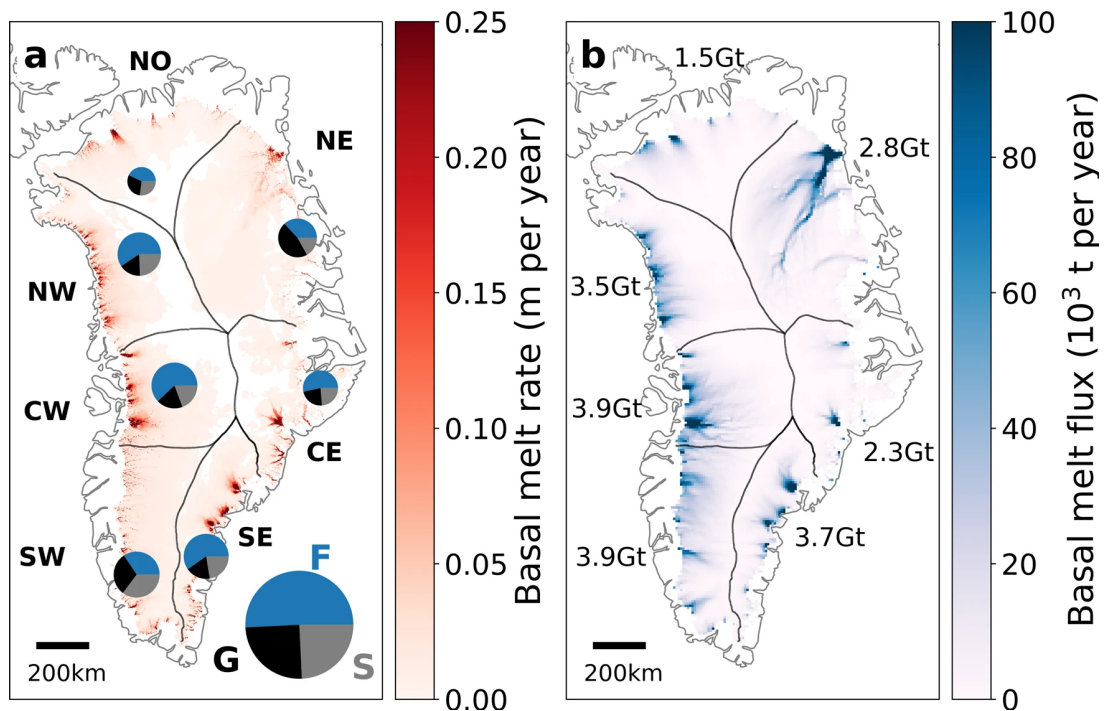 a
NO
NE
NW
CW
CE
SW
SE
F
G
S
200km
0.25
0.20
0.15
0.10
0.05
0.00
Basal melt rate (m per year)
b
1.5Gt
2.8Gt
3.5Gt
3.9Gt
2.3Gt
3.7Gt
3.9Gt
200km
100
80
60
40
20
0
Basal melt flux (10³ t per year)